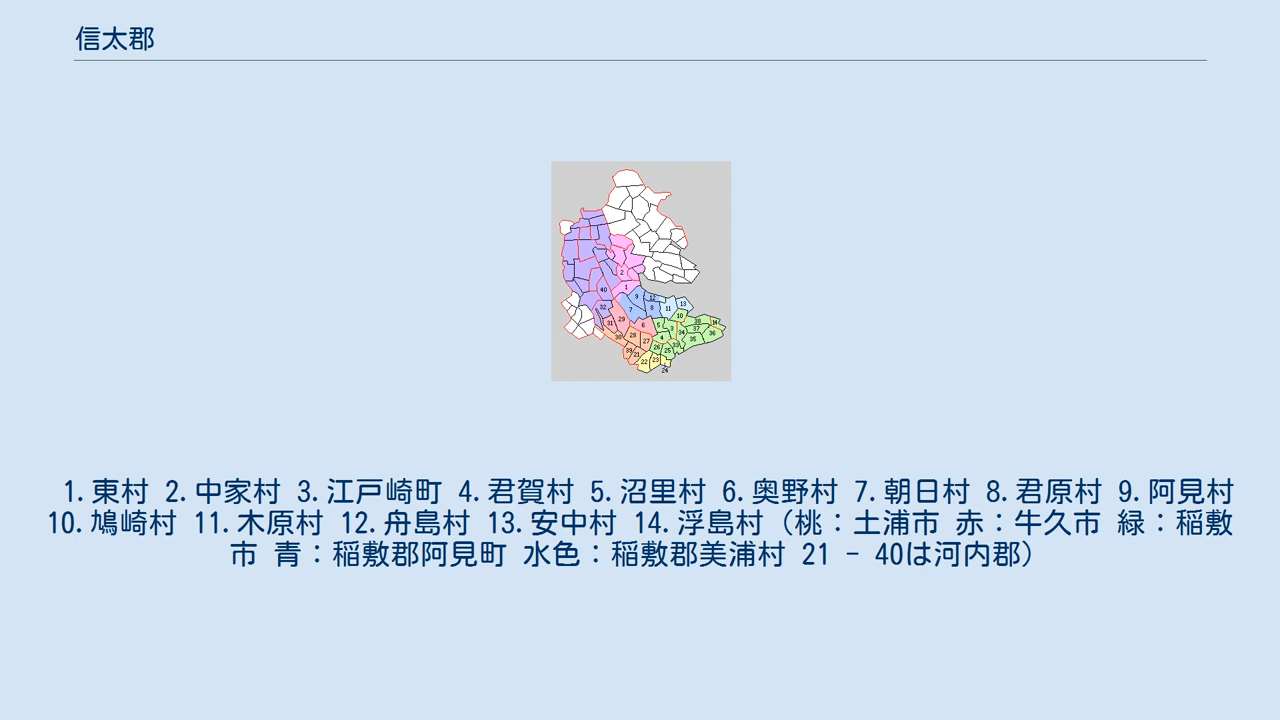 信太郡
1.東村 2.中家村 3.江戸崎町 4.君賀村 5.沼里村 6.奥野村 7.朝日村 8.君原村 9.阿見村
10.鳩崎村 11.木原村 12.舟島村 13.安中村 14.浮島村（桃：土浦市 赤：牛久市 緑：稲敷
市 青：稲敷郡阿見町 水色：稲敷郡美浦村 21 - 40は河内郡）